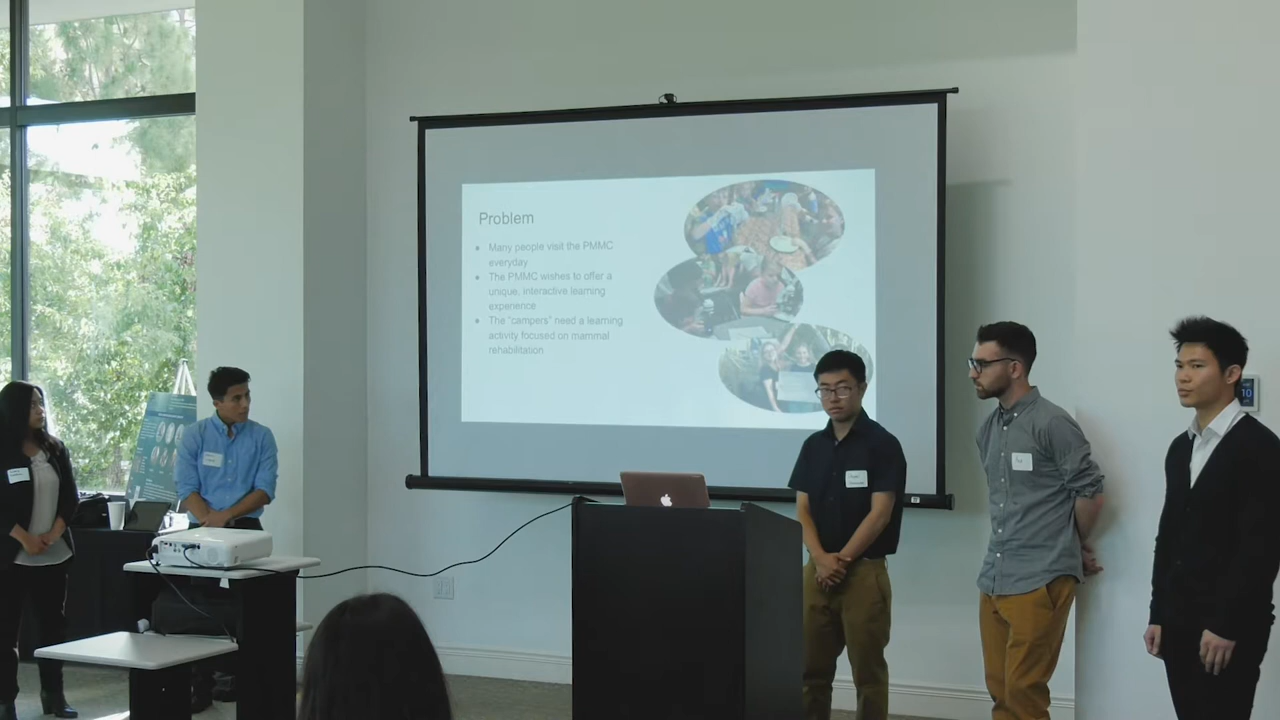 Problem
● Many people visit the PMMC
everyday
● The PMMC wishes to offer a
unique, interactive learning
experience
● The "campers" need a learning
activity focused on mammal
rehabilitation
10